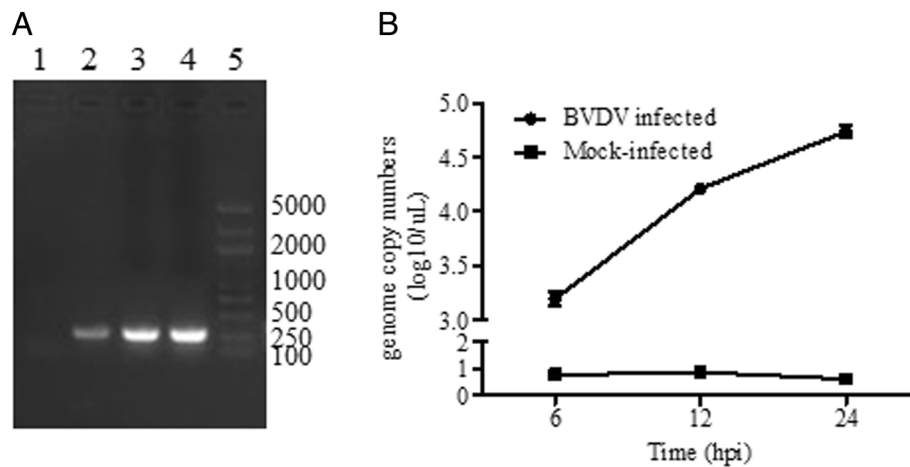 A
1 2 3 4 5
5000
2000
1000
500
250
100
B
genome copy numbers
(log10/uL)
5.0
4.5
4.0
3.5
3.0
2
1
0
BVDV infected
Mock-infected
6 12 24
Time (hpi)